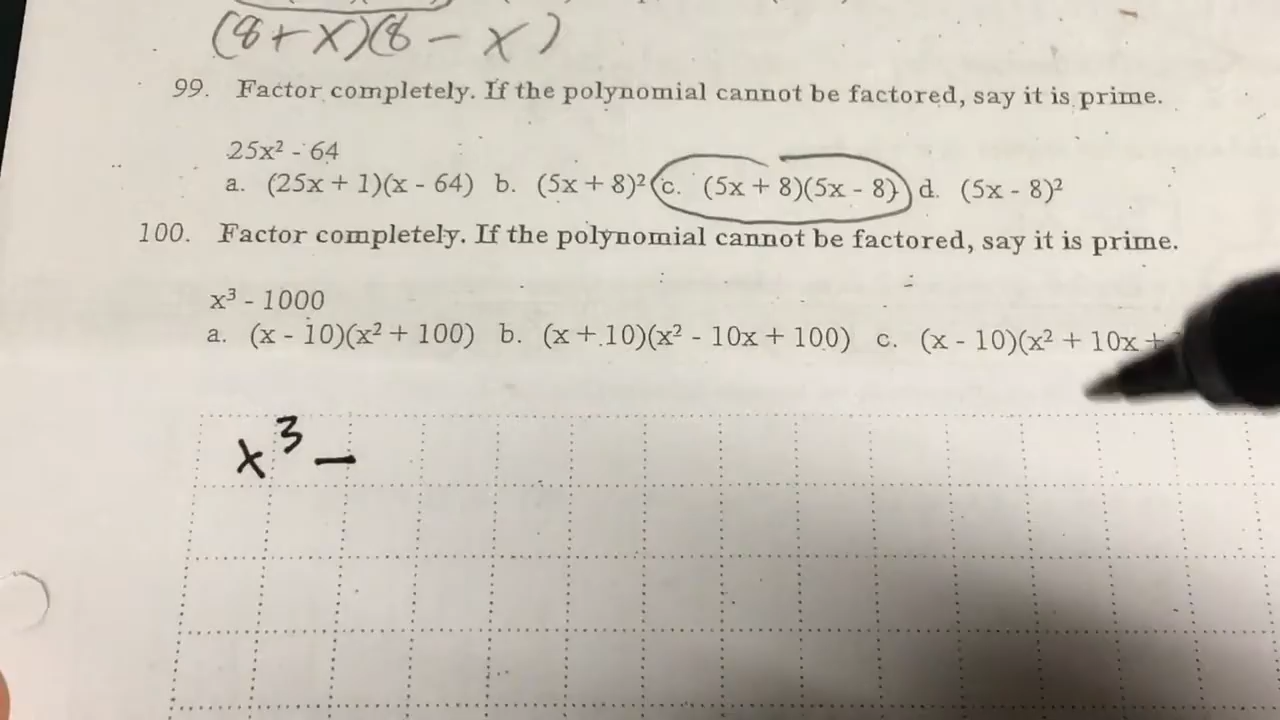 (8 + x)(8 - x)
99. Factor completely. If the polynomial cannot be factored, say it is prime.
25x² - 64
a. (25x + 1)(x - 64) b. (5x + 8)² c. (5x + 8)(5x - 8) d. (5x - 8)²
100. Factor completely. If the polynomial cannot be factored, say it is prime.
x³ - 1000
a. (x - 10)(x² + 100) b. (x + 10)(x² - 10x + 100) c. (x - 10)(x² + 10x +
x³ -